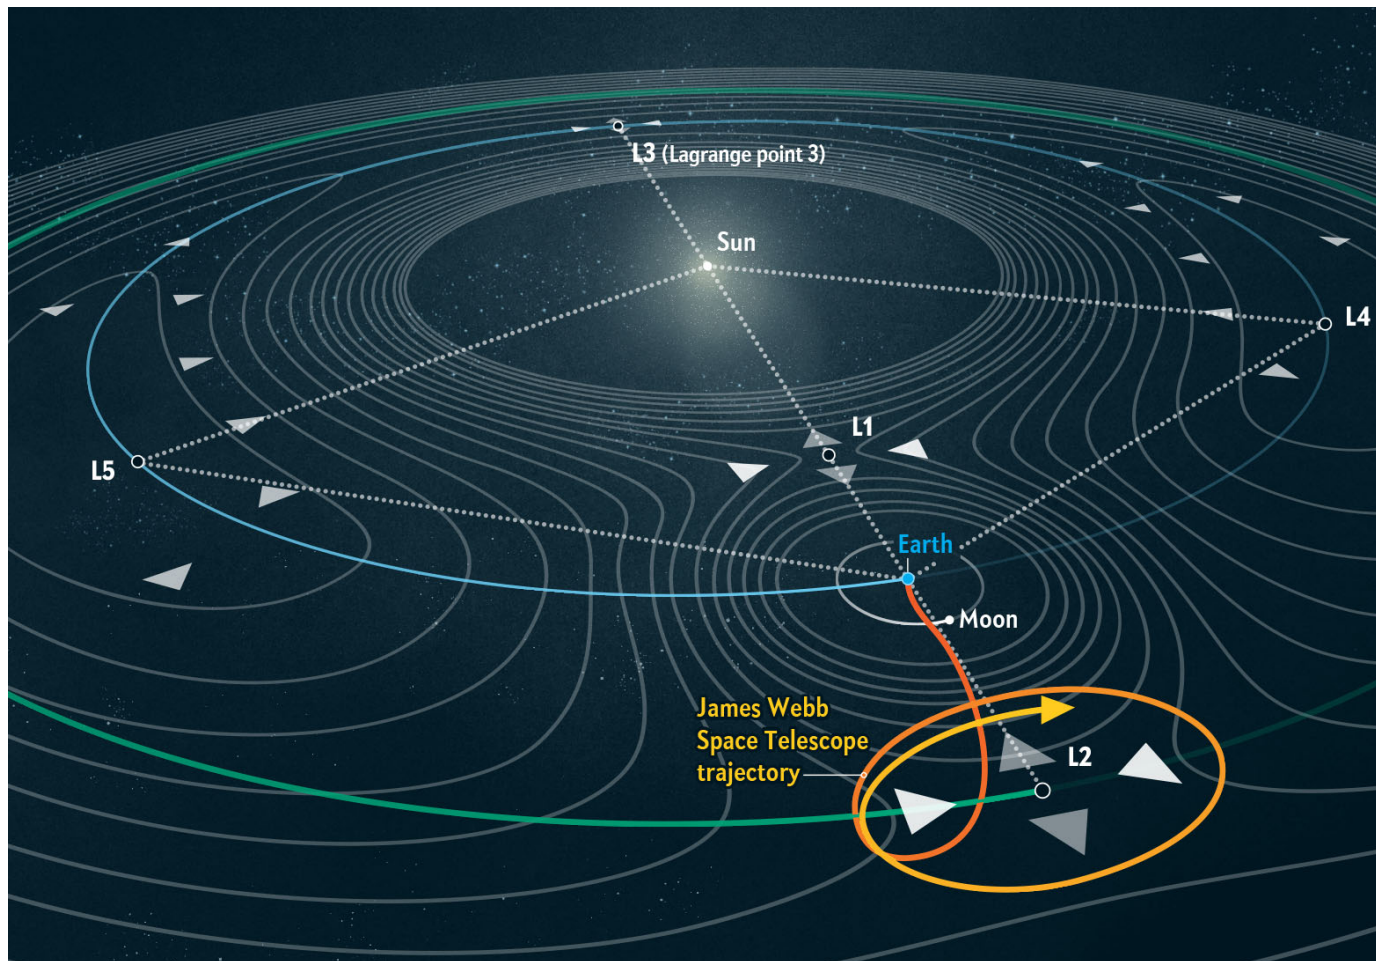 L3 (Lagrange point 3)
Sun
L4
L1
L5
Earth
Moon
James Webb
Space Telescope
trajectory
L2